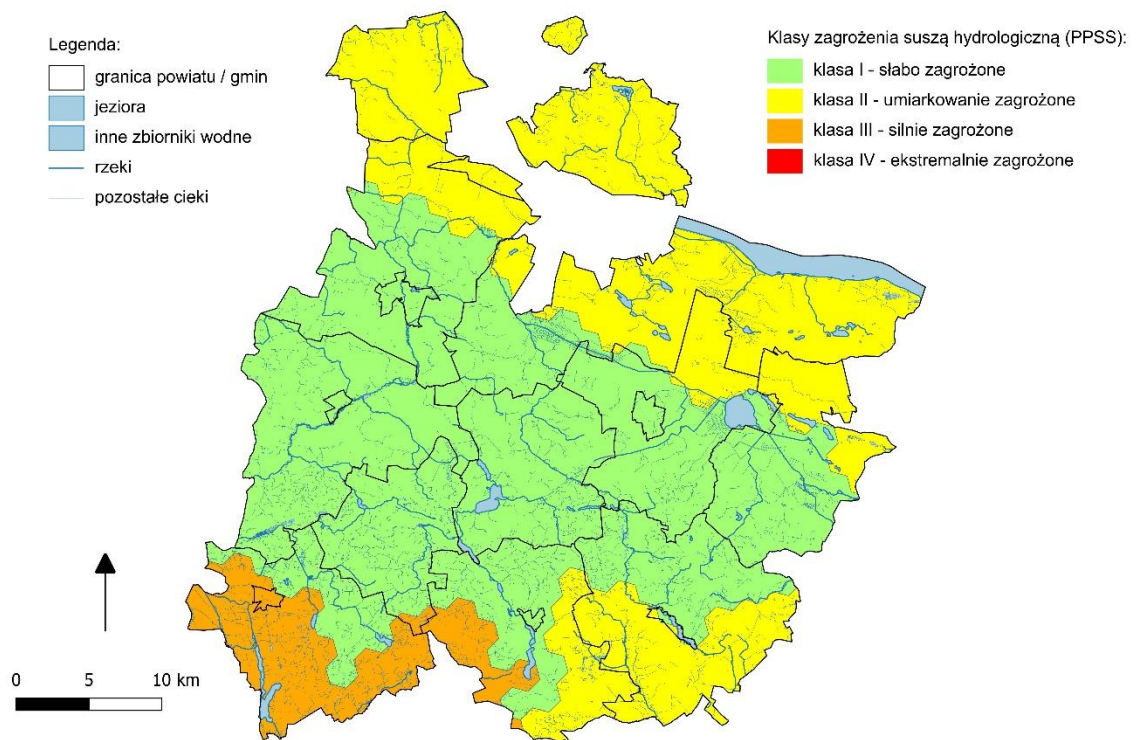 Legenda:
granica powiatu / gmin
jeziora
inne zbiorniki wodne
rzeki
pozostałe cieki
Klasy zagrożenia suszą hydrologiczną (PPSS):
klasa I - słabo zagrożone
klasa II - umiarkowanie zagrożone
klasa III - silnie zagrożone
klasa IV - ekstremalnie zagrożone
0 5 10 km